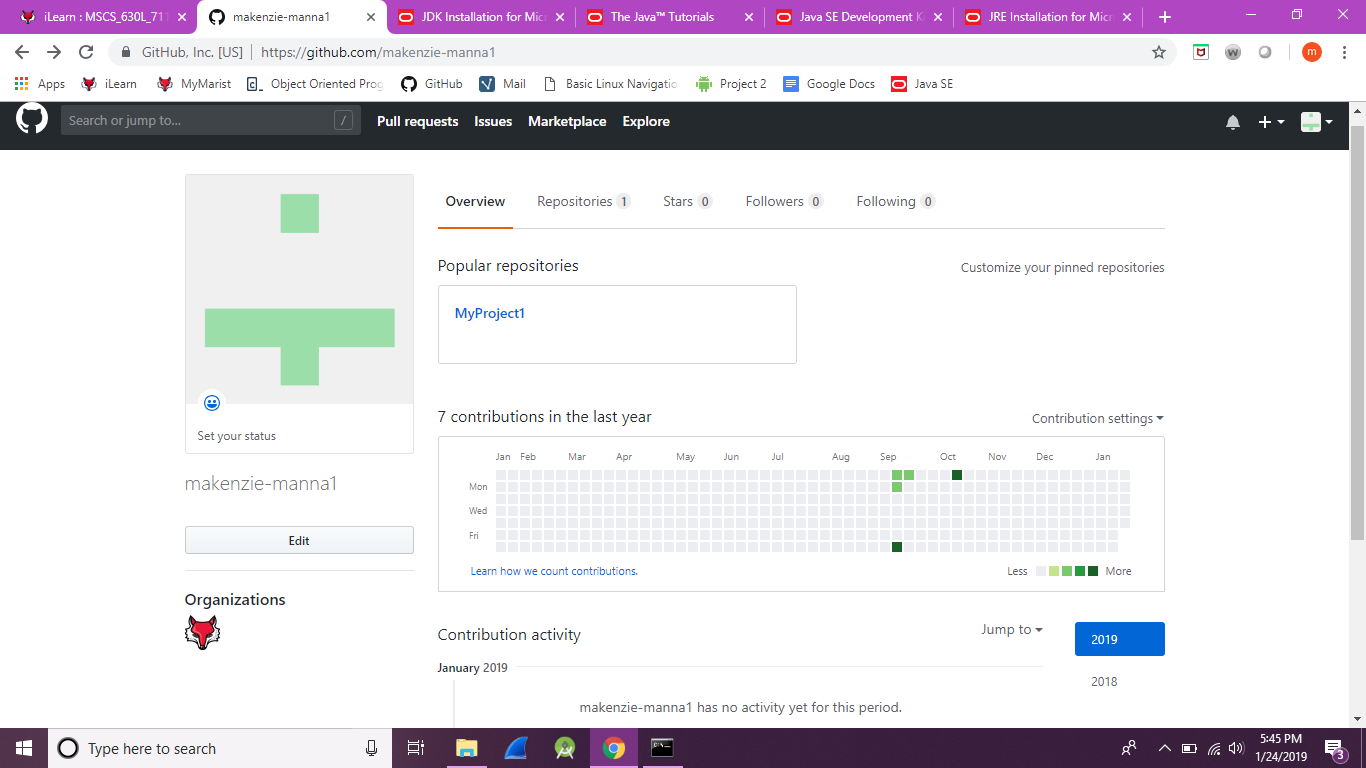 iLearn : MSCS_630L_711
makenzie-manna1
JDK Installation for Micr
The Java™ Tutorials
Java SE Development K
JRE Installation for Micr
GitHub, Inc. [US] | https://github.com/makenzie-manna1
m
Apps iLearn MyMarist Object Oriented Prog GitHub Mail Basic Linux Navigatio Project 2 Google Docs Java SE
Search or jump to... / Pull requests Issues Marketplace Explore
Overview Repositories 1 Stars 0 Followers 0 Following 0
Popular repositories Customize your pinned repositories
MyProject1
Set your status
makenzie-manna1
Edit
Organizations
7 contributions in the last year Contribution settings
Jan Feb Mar Apr May Jun Jul Aug Sep Oct Nov Dec Jan
Mon
Wed
Fri
Learn how we count contributions. Less More
Contribution activity Jump to
2019
2018
January 2019
makenzie-manna1 has no activity yet for this period.
Type here to search
5:45 PM
1/24/2019
3